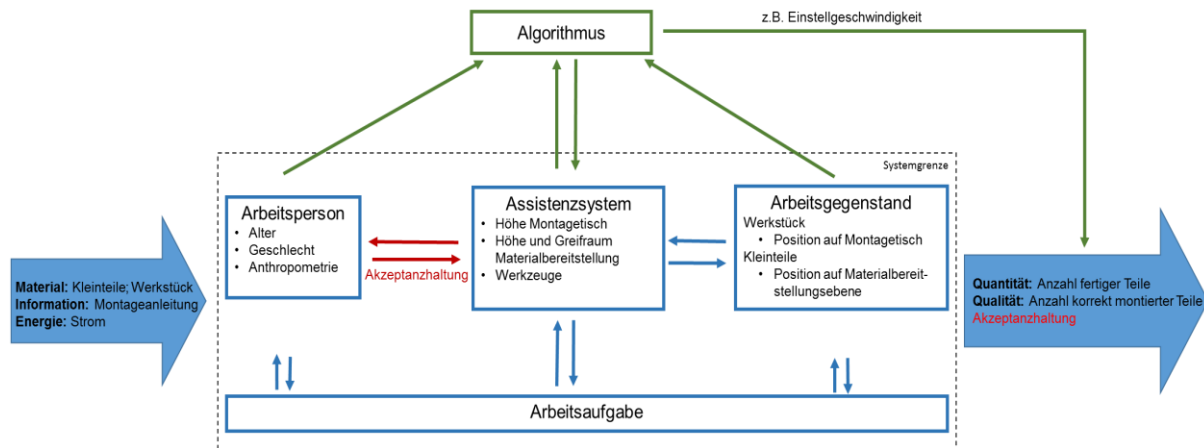 z.B. Einstellgeschwindigkeit
Algorithmus
Systemgrenze
Material: Kleinteile; Werkstück
Information: Montageanleitung
Energie: Strom
Arbeitsperson
• Alter
• Geschlecht
• Anthropometrie
Akzeptanzhaltung
Assistenzsystem
• Höhe Montagetisch
• Höhe und Greifraum
Materialbereitstellung
• Werkzeuge
Arbeitsgegenstand
Werkstück
• Position auf Montagetisch
Kleinteile
• Position auf Materialbereit-
stellungsebene
Quantität: Anzahl fertiger Teile
Qualität: Anzahl korrekt montierter Teile
Akzeptanzhaltung
Arbeitsaufgabe